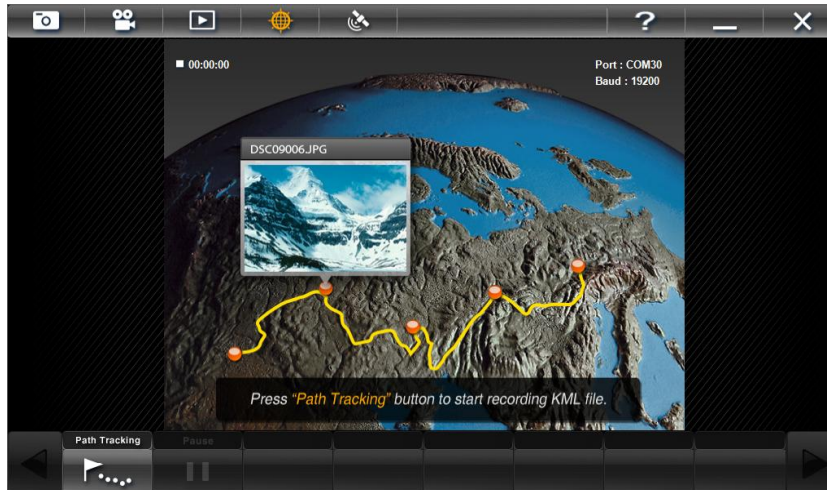 ?
00:00:00
Port : COM30
Baud : 19200
DSC09006.JPG
Press "Path Tracking" button to start recording KML file.
Path Tracking
Pause